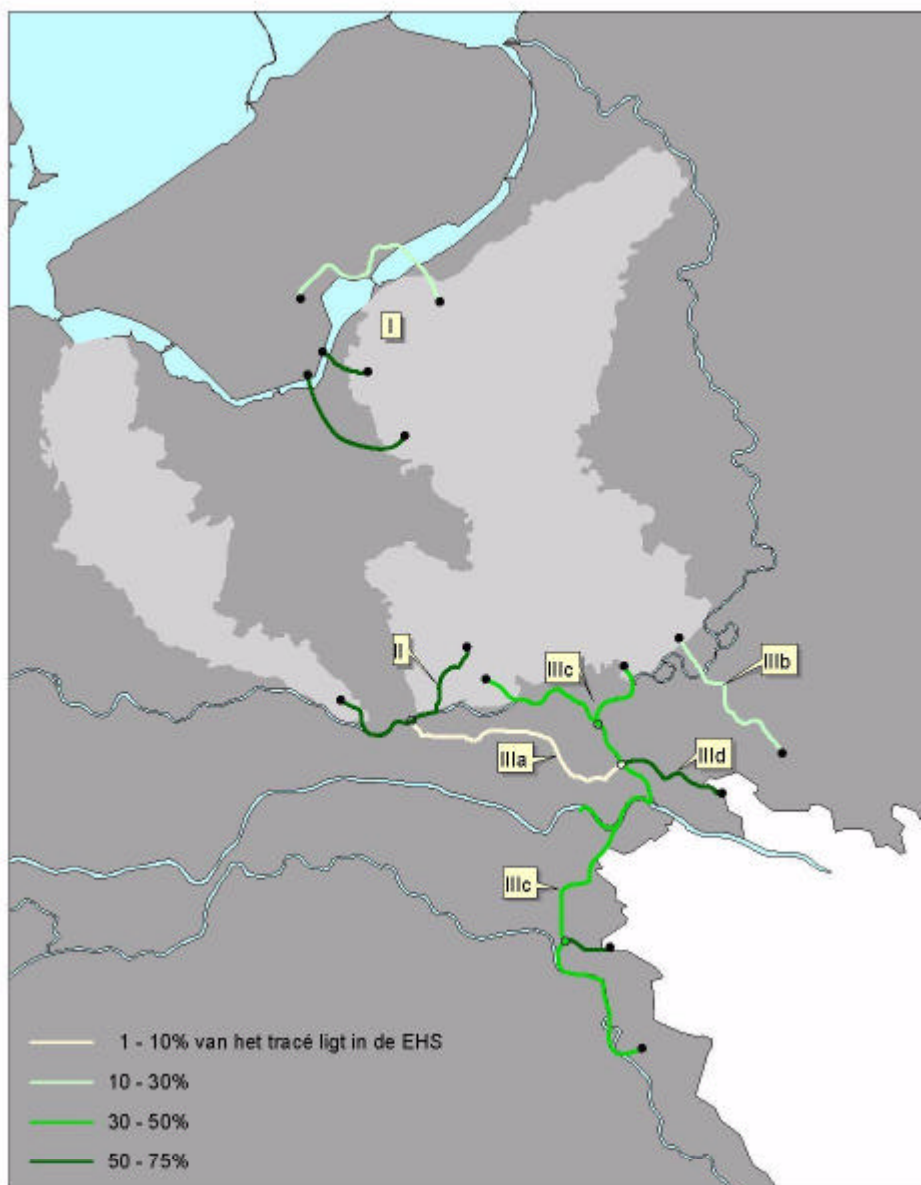 I
II
IIIc
IIIb
IIIa
IIId
IIIc
1 - 10% van het tracé ligt in de EHS
10 - 30%
30 - 50%
50 - 75%